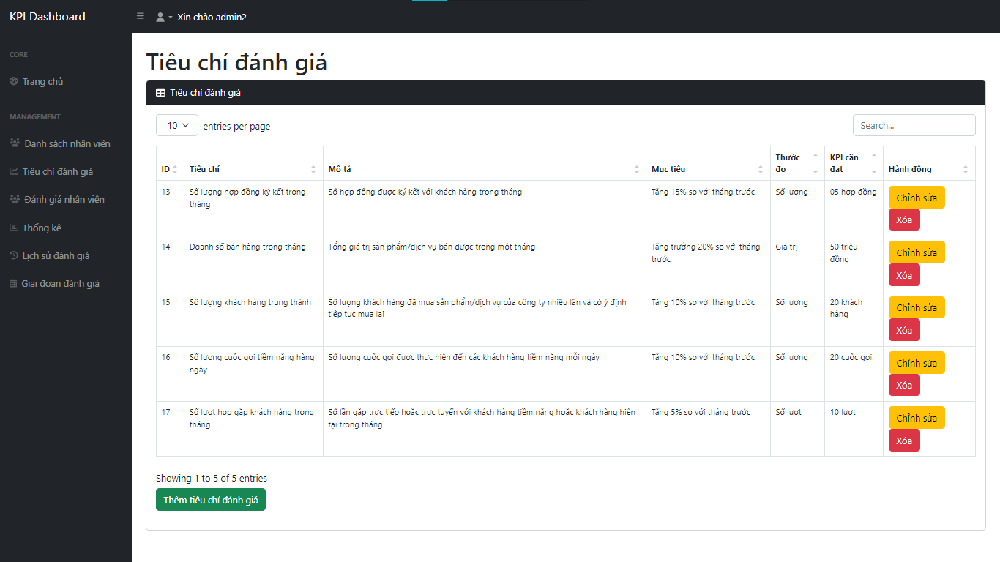 KPI Dashboard
Xin chào admin2
CORE
Trang chủ
MANAGEMENT
Danh sách nhân viên
Tiêu chí đánh giá
Đánh giá nhân viên
Thống kê
Lịch sử đánh giá
Giai đoạn đánh giá
Tiêu chí đánh giá
Tiêu chí đánh giá
10 entries per page
Search...
ID Tiêu chí Mô tả Mục tiêu Thước đo KPI cần đạt Hành động
13 Số lượng hợp đồng ký kết trong tháng Số hợp đồng được ký kết với khách hàng trong tháng Tăng 15% so với tháng trước Số lượng 05 hợp đồng Chỉnh sửa
Xóa
14 Doanh số bán hàng trong tháng Tổng giá trị sản phẩm/dịch vụ bán được trong một tháng Tăng trưởng 20% so với tháng trước Giá trị 50 triệu đồng Chỉnh sửa
Xóa
15 Số lượng khách hàng trung thành Số lượng khách hàng đã mua sản phẩm/dịch vụ của công ty nhiều lần và có ý định tiếp tục mua lại Tăng 10% so với tháng trước Số lượng 20 khách hàng Chỉnh sửa
Xóa
16 Số lượng cuộc gọi tiềm năng hàng ngày Số lượng cuộc gọi được thực hiện đến các khách hàng tiềm năng mỗi ngày Tăng 10% so với tháng trước Số lượng 20 cuộc gọi Chỉnh sửa
Xóa
17 Số lượt họp gặp khách hàng trong tháng Số lần gặp trực tiếp hoặc trực tuyến với khách hàng tiềm năng hoặc khách hàng hiện tại trong tháng Tăng 5% so với tháng trước Số lượt 10 lượt Chỉnh sửa
Xóa
Showing 1 to 5 of 5 entries
Thêm tiêu chí đánh giá